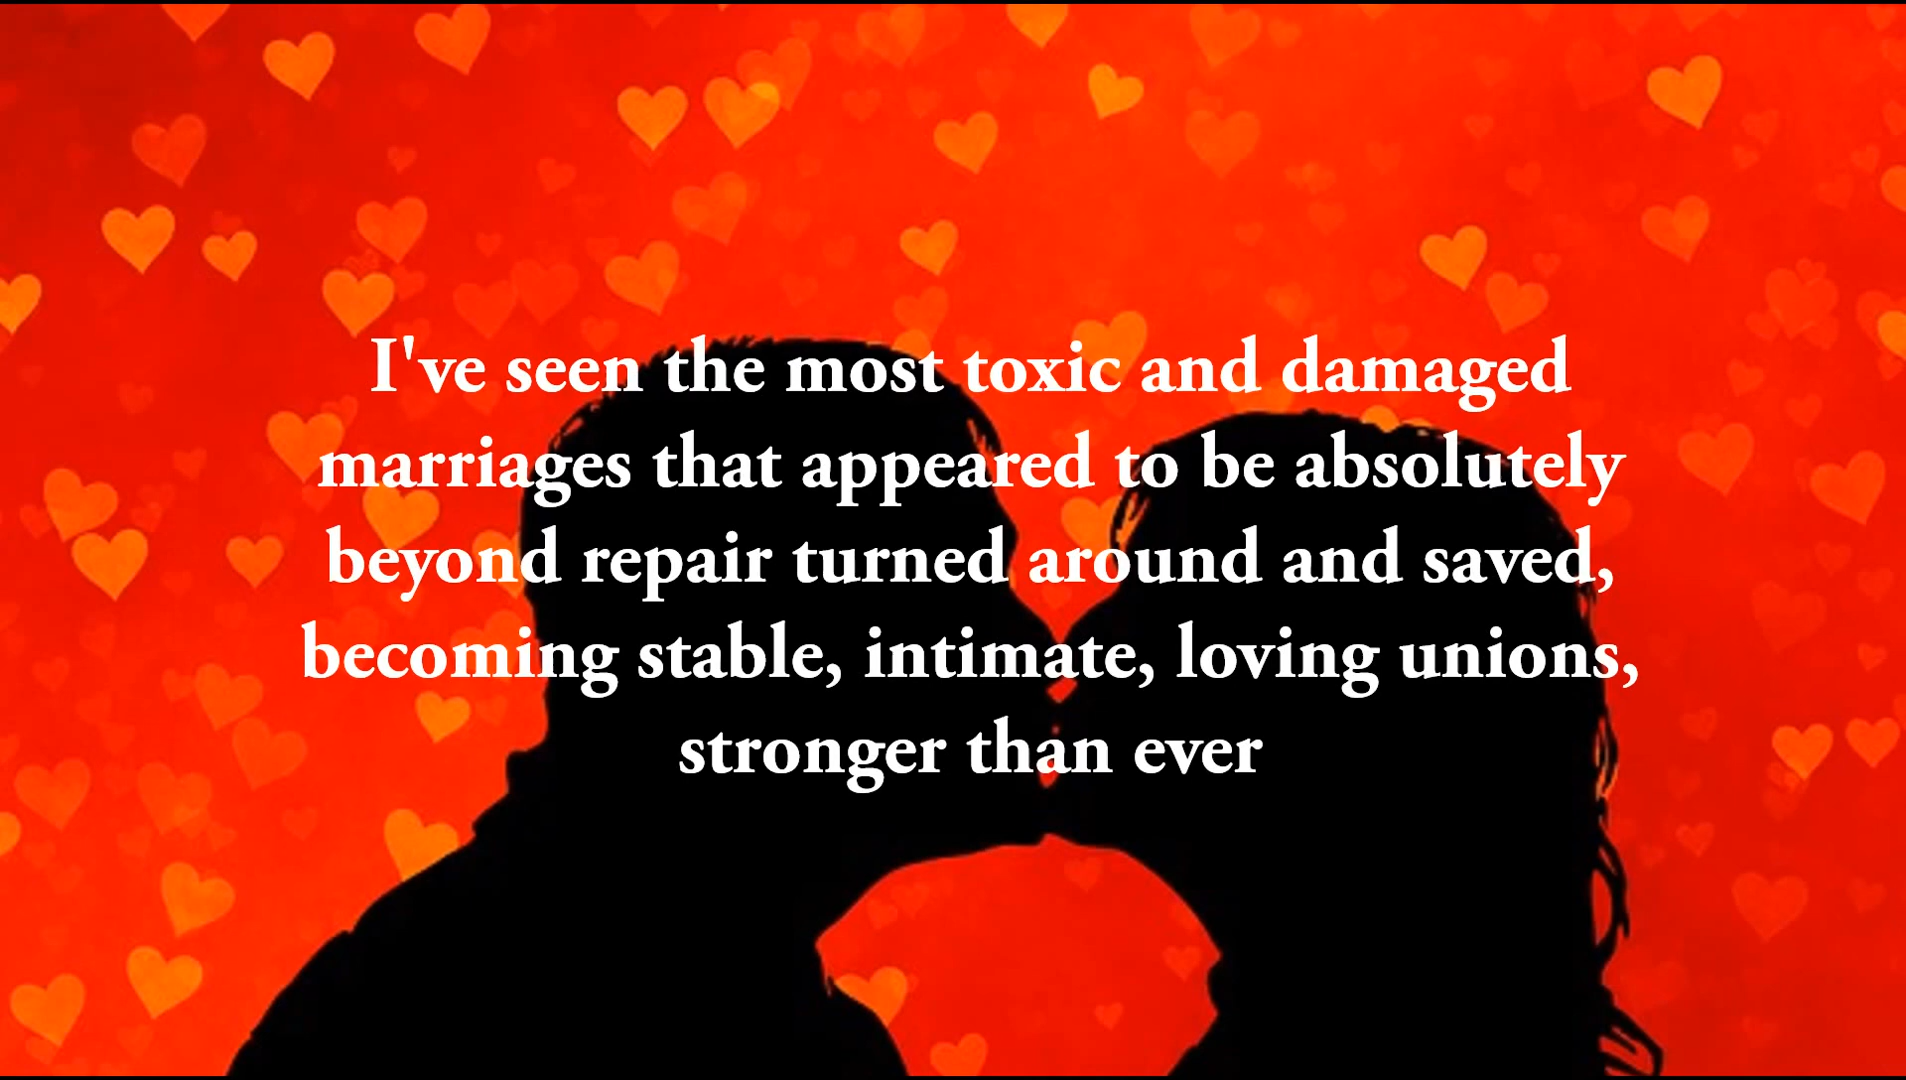 I've seen the most toxic and damaged
marriages that appeared to be absolutely
beyond repair turned around and saved,
becoming stable, intimate, loving unions,
stronger than ever